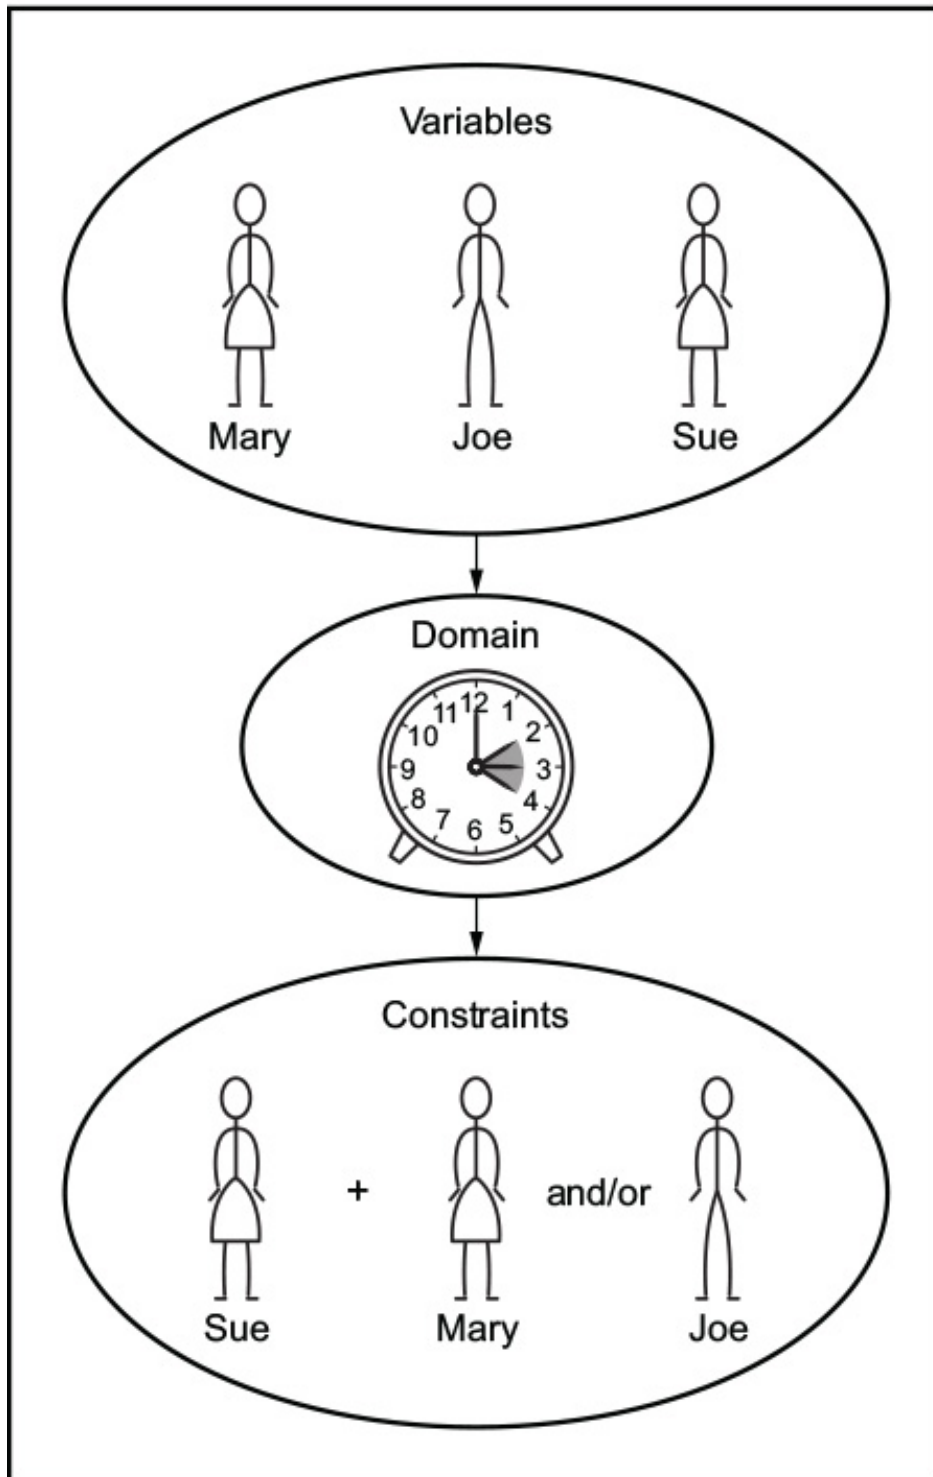 Variables
Mary Joe Sue
Domain
12
11 1
10 2
9 3
8 4
7 5
6
Constraints
+ and/or
Sue Mary Joe